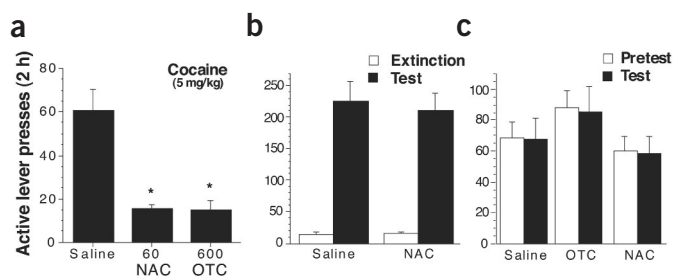 a
Active lever presses (2 h)
80
60
40
20
0
Cocaine
(5 mg/kg)
*
*
Saline
60
NAC
600
OTC
b
Extinction
Test
250
200
150
100
50
0
Saline
NAC
c
Pretest
Test
100
80
60
40
20
0
Saline
OTC
NAC